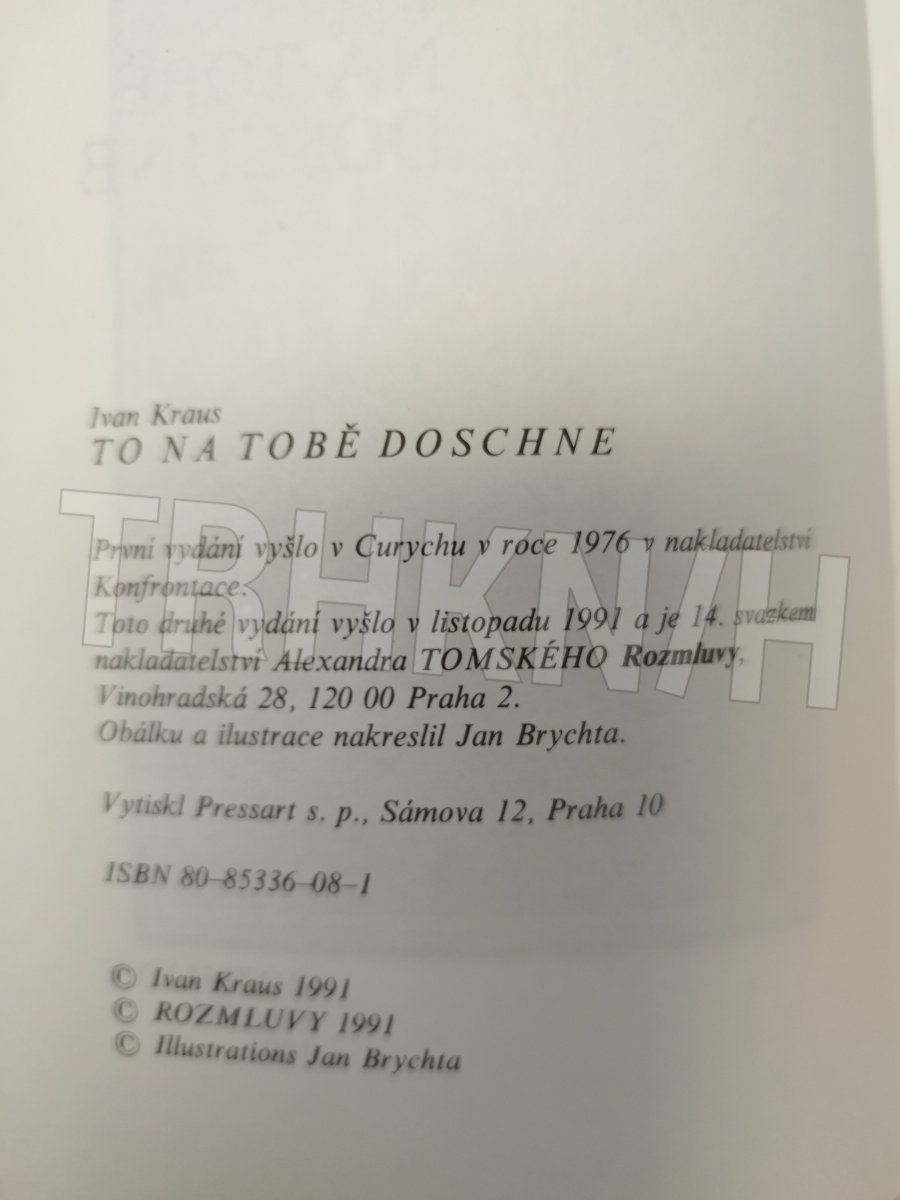 Ivan Kraus
TO NA TOBĚ DOSCHNE
První vydání vyšlo v Curychu v roce 1976 v nakladatelství
Konfrontace.
Toto druhé vydání vyšlo v listopadu 1991 a je 14. svazkem
nakladatelství Alexandra TOMSKÉHO Rozmluvy,
Vinohradská 28, 120 00 Praha 2.
Obálku a ilustrace nakreslil Jan Brychta.
Vytiskl Pressart s. p., Sámova 12, Praha 10
ISBN 80-85336-08-1
© Ivan Kraus 1991
© ROZMLUVY 1991
© Illustrations Jan Brychta
TRHKNIH